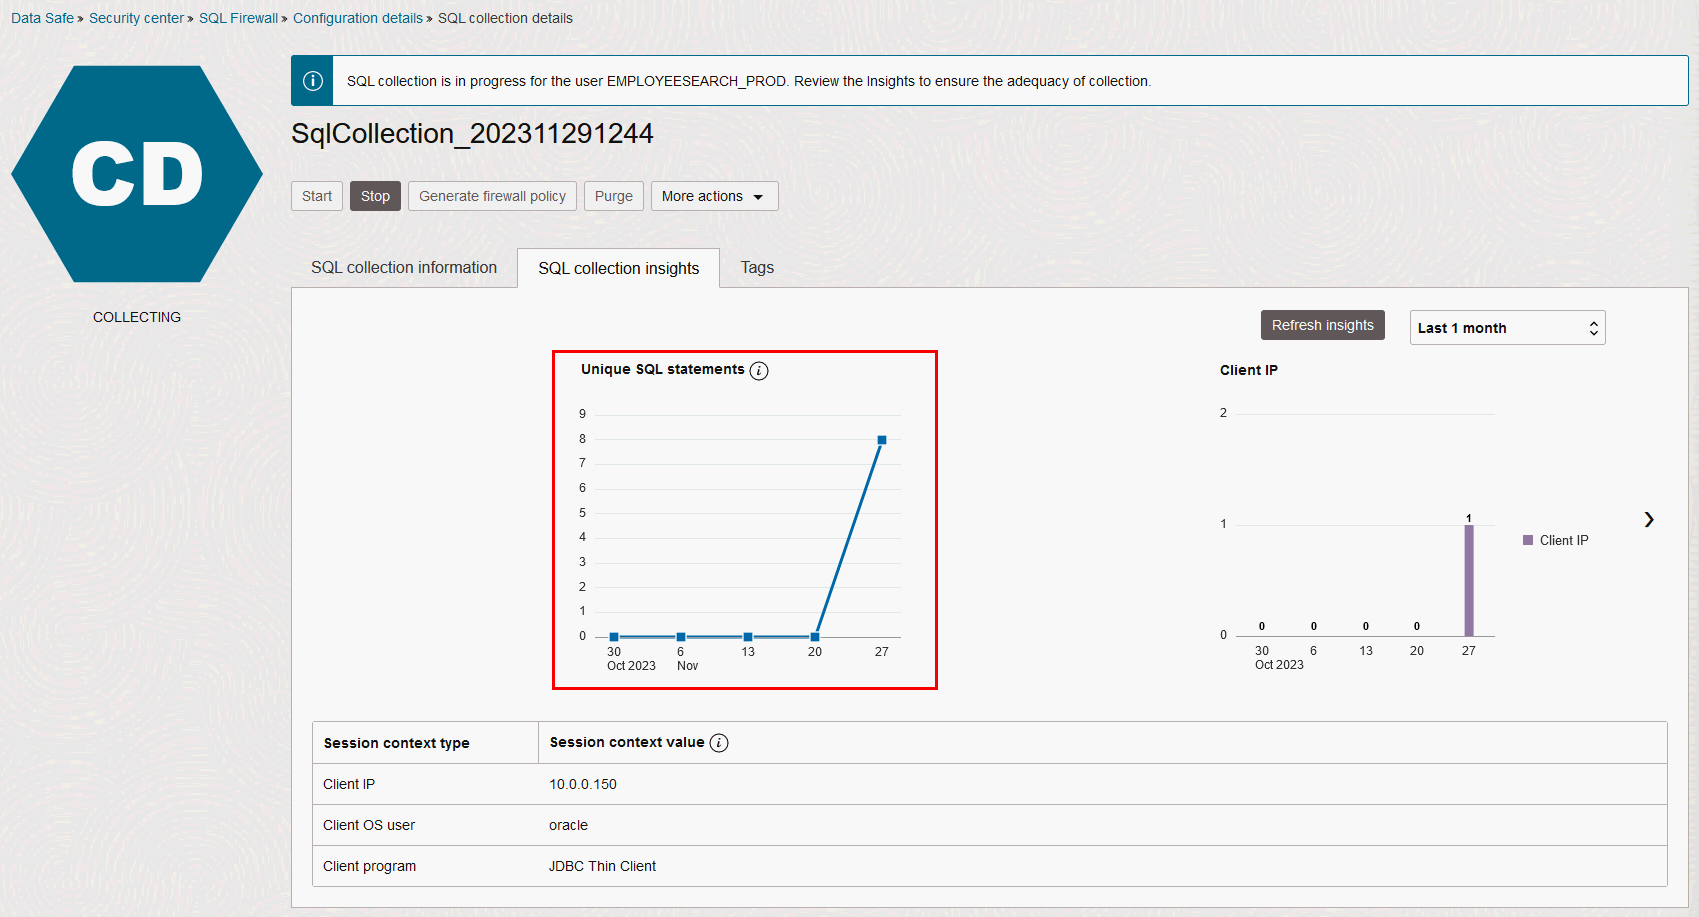 Data Safe » Security center » SQL Firewall » Configuration details » SQL collection details
CD
COLLECTING
SQL collection is in progress for the user EMPLOYEESEARCH_PROD. Review the Insights to ensure the adequacy of collection.
SqlCollection_202311291244
Start Stop Generate firewall policy Purge More actions
SQL collection information SQL collection insights Tags
Refresh insights Last 1 month
Unique SQL statements
9
8
7
6
5
4
3
2
1
0
30 6 13 20 27
Oct 2023 Nov
Client IP
2
1
0
0 0 0 0 1
30 6 13 20 27
Oct 2023
Client IP
Session context type Session context value
Client IP 10.0.0.150
Client OS user oracle
Client program JDBC Thin Client